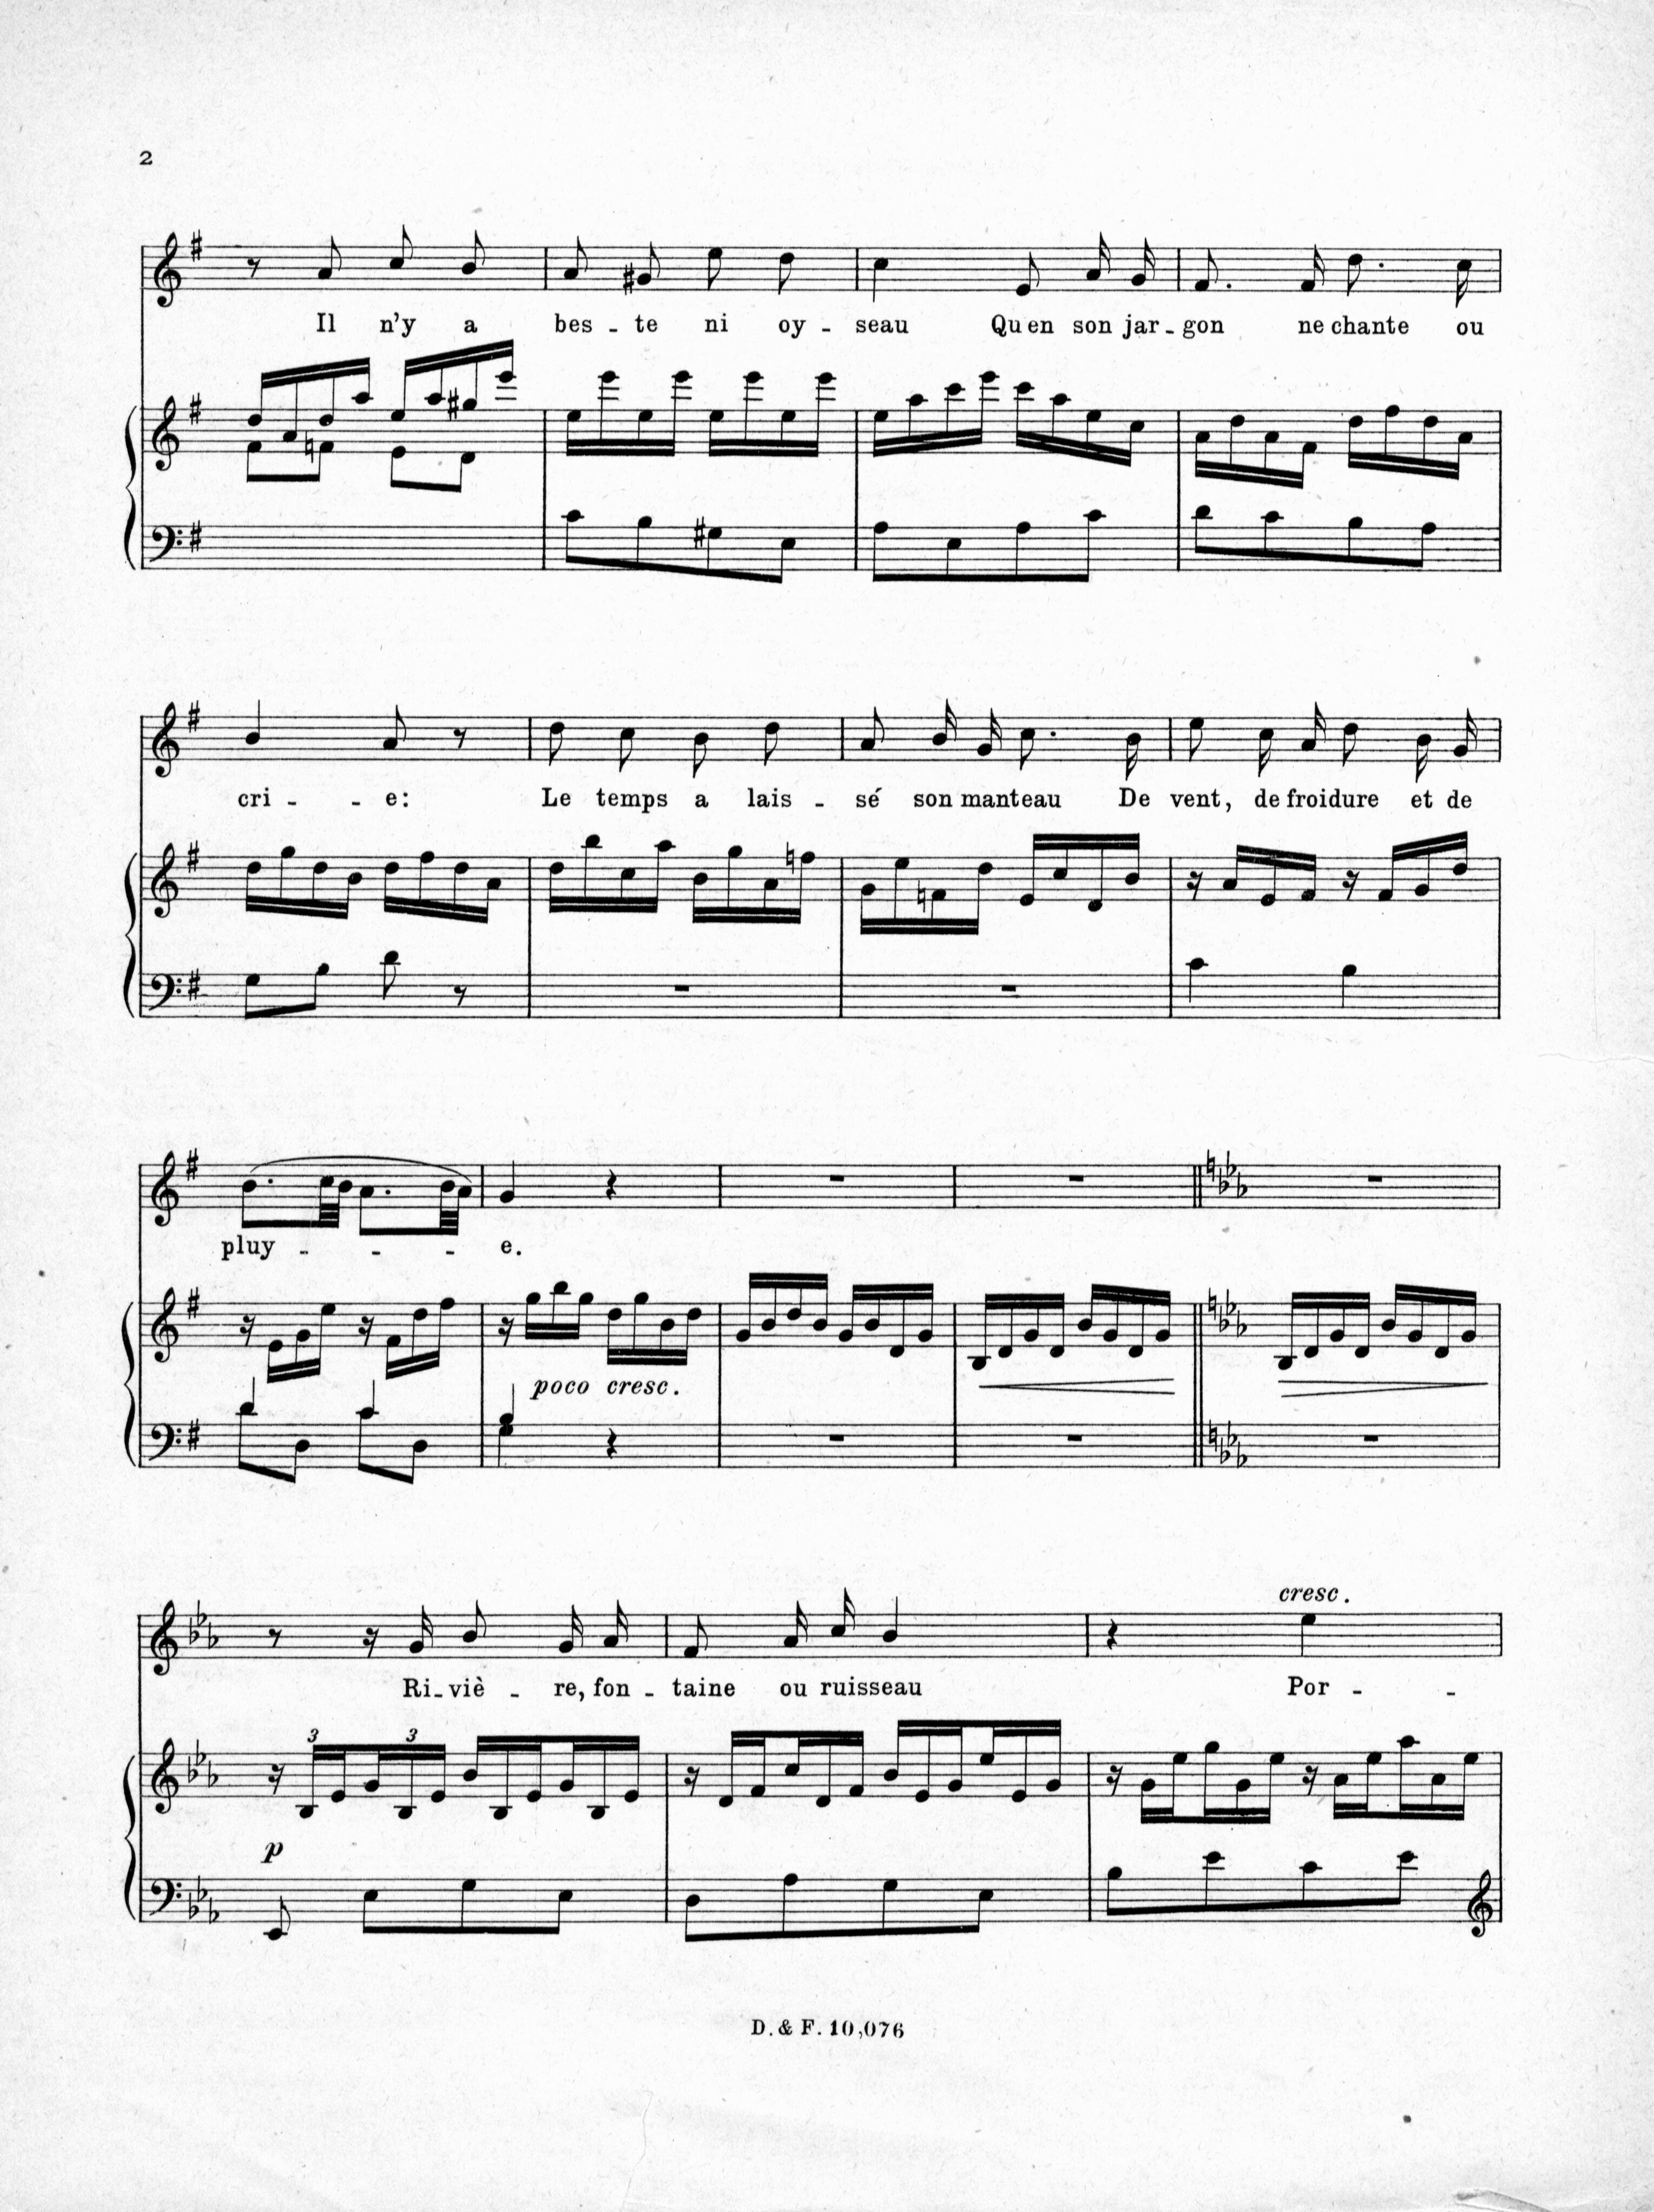 2
Il n'y a bes - te ni oy - seau Qu en son jar - gon ne chante ou
cri - - e: Le temps a lais - sé son manteau De vent, de froidure et de
pluy - - - e.
poco cresc.
cresc.
Ri - viè - re, fon - taine ou ruisseau Por - -
3 3
p
D. & F. 10,076